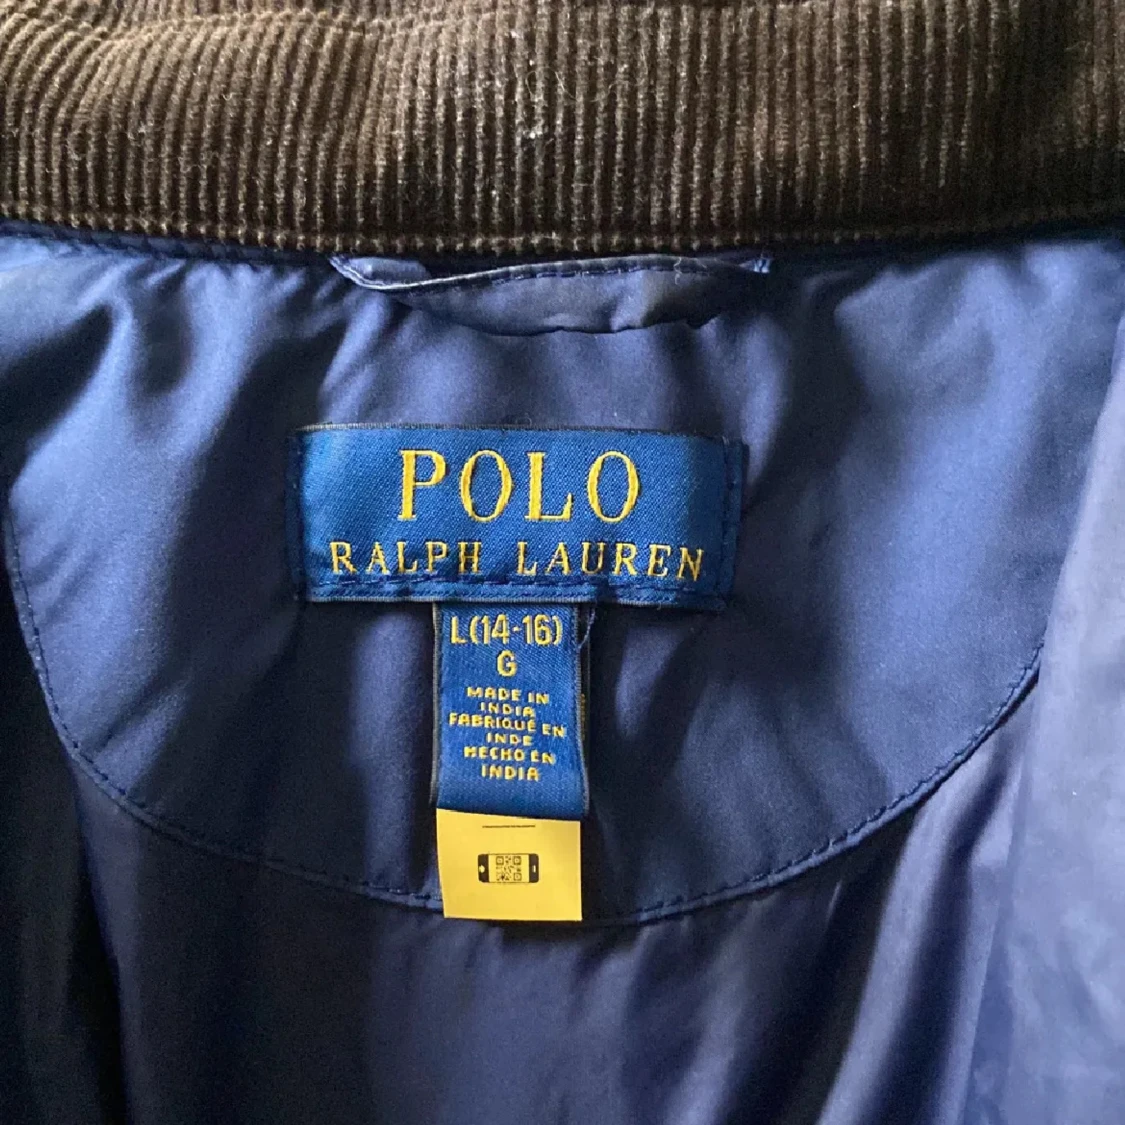 POLO
RALPH LAUREN
L(14-16)
G
MADE IN
INDIA
FABRIQUÉ EN
INDE
HECHO EN
INDIA